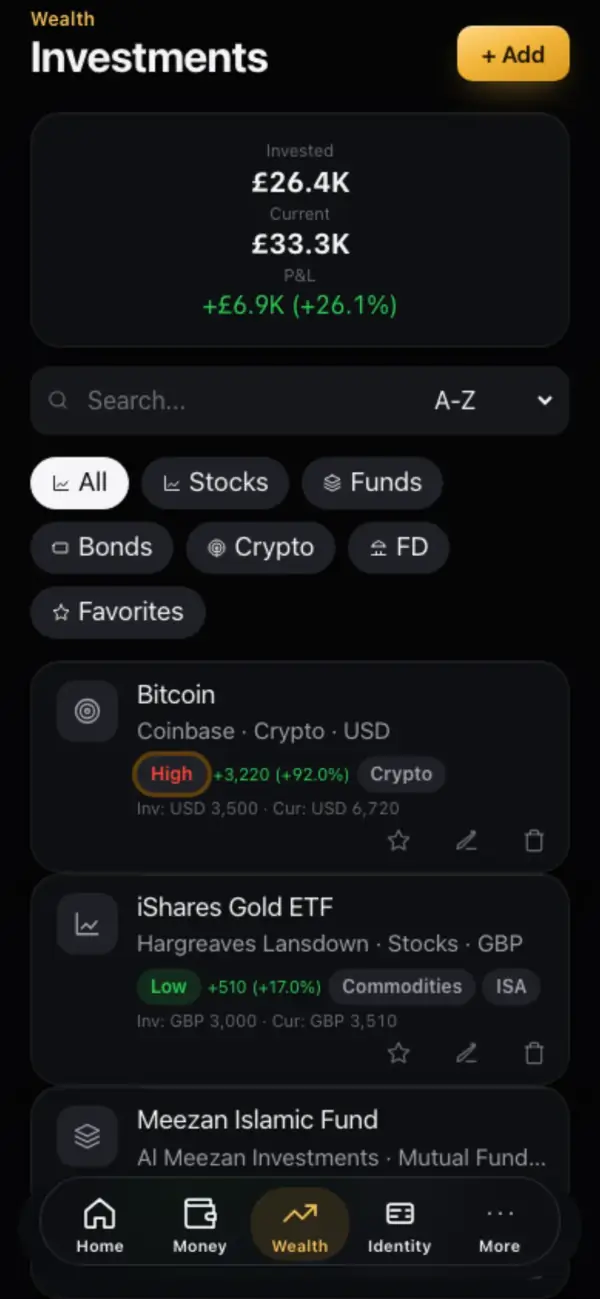 Wealth
Investments
+ Add
Invested
£26.4K
Current
£33.3K
P&L
+£6.9K (+26.1%)
Search...
A-Z
All
Stocks
Funds
Bonds
Crypto
FD
Favorites
Bitcoin
Coinbase · Crypto · USD
High +3,220 (+92.0%) Crypto
Inv: USD 3,500 · Cur: USD 6,720
iShares Gold ETF
Hargreaves Lansdown · Stocks · GBP
Low +510 (+17.0%) Commodities ISA
Inv: GBP 3,000 · Cur: GBP 3,510
Meezan Islamic Fund
Al Meezan Investments · Mutual Fund...
Home
Money
Wealth
Identity
More